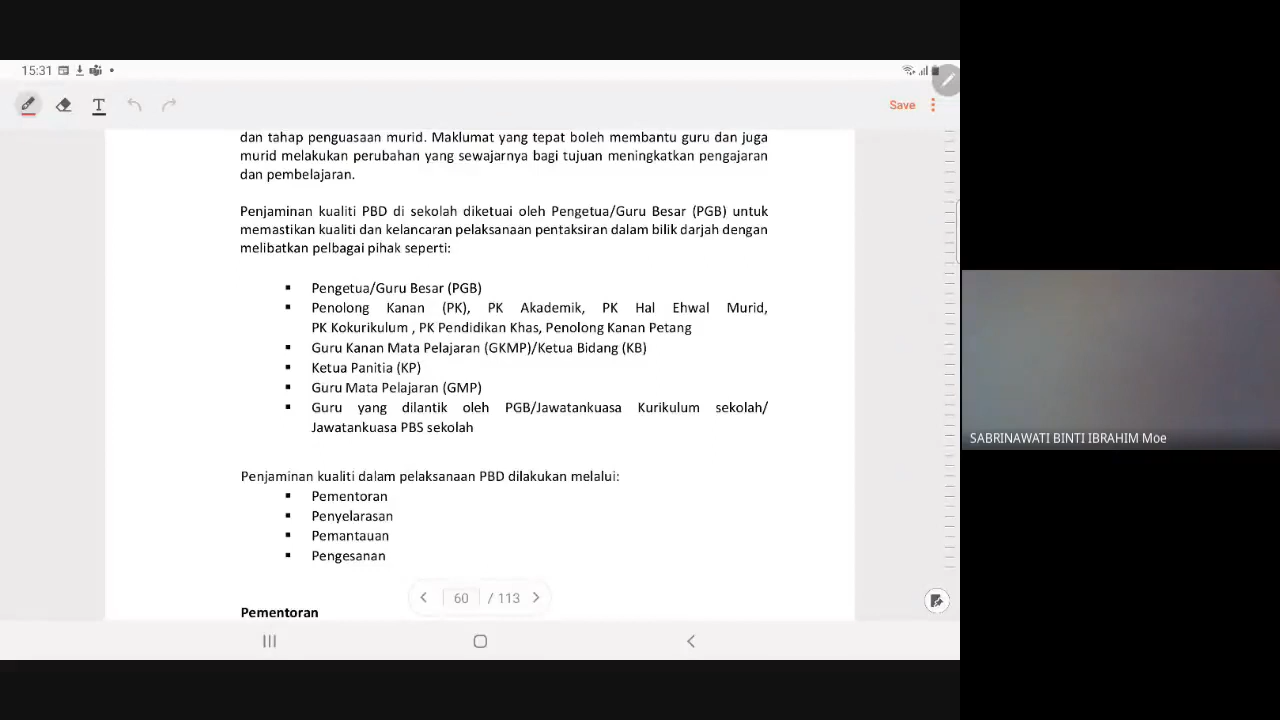 15:31
T
Save
dan tahap penguasaan murid. Maklumat yang tepat boleh membantu guru dan juga
murid melakukan perubahan yang sewajarnya bagi tujuan meningkatkan pengajaran
dan pembelajaran.
Penjaminan kualiti PBD di sekolah diketuai oleh Pengetua/Guru Besar (PGB) untuk
memastikan kualiti dan kelancaran pelaksanaan pentaksiran dalam bilik darjah dengan
melibatkan pelbagai pihak seperti:
▪ Pengetua/Guru Besar (PGB)
▪ Penolong Kanan (PK), PK Akademik, PK Hal Ehwal Murid,
PK Kokurikulum , PK Pendidikan Khas, Penolong Kanan Petang
▪ Guru Kanan Mata Pelajaran (GKMP)/Ketua Bidang (KB)
▪ Ketua Panitia (KP)
▪ Guru Mata Pelajaran (GMP)
▪ Guru yang dilantik oleh PGB/Jawatankuasa Kurikulum sekolah/
Jawatankuasa PBS sekolah
Penjaminan kualiti dalam pelaksanaan PBD dilakukan melalui:
▪ Pementoran
▪ Penyelarasan
▪ Pemantauan
▪ Pengesanan
60 / 113
Pementoran
SABRINAWATI BINTI IBRAHIM Moe